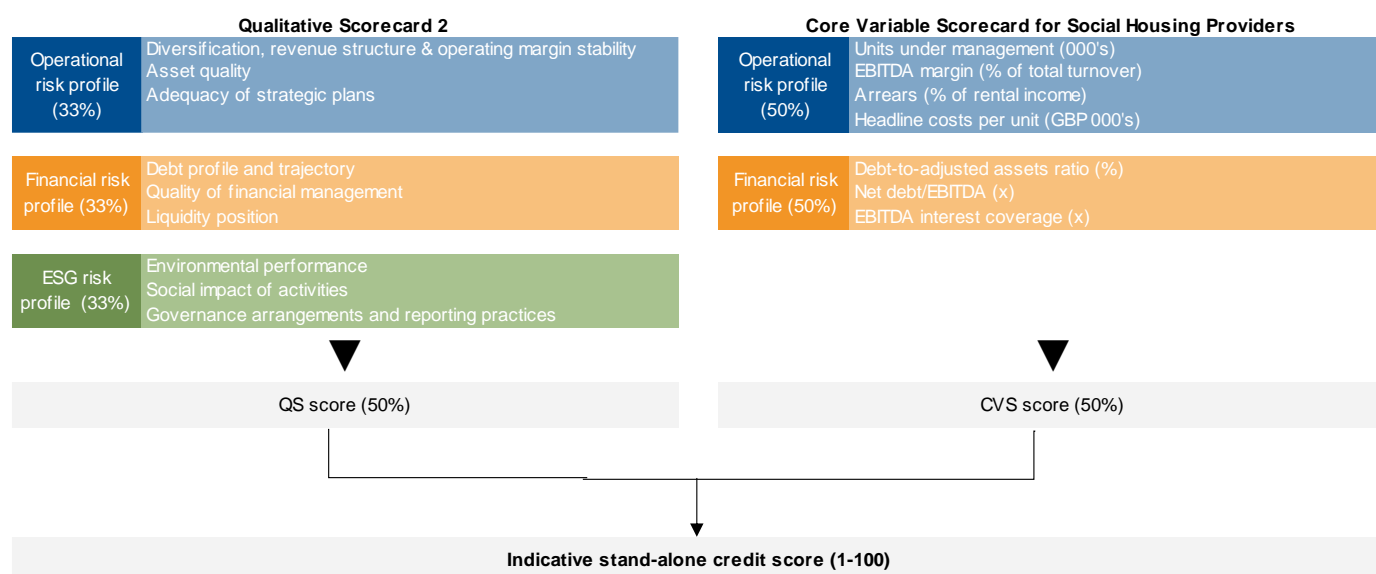 Qualitative Scorecard 2
Operational
risk profile
(33%)
Diversification, revenue structure & operating margin stability
Asset quality
Adequacy of strategic plans
Financial risk
profile (33%)
Debt profile and trajectory
Quality of financial management
Liquidity position
ESG risk
profile (33%)
Environmental performance
Social impact of activities
Governance arrangements and reporting practices
QS score (50%)
Core Variable Scorecard for Social Housing Providers
Operational
risk profile
(50%)
Units under management (000's)
EBITDA margin (% of total turnover)
Arrears (% of rental income)
Headline costs per unit (GBP 000's)
Financial risk
profile (50%)
Debt-to-adjusted assets ratio (%)
Net debt/EBITDA (x)
EBITDA interest coverage (x)
CVS score (50%)
Indicative stand-alone credit score (1-100)